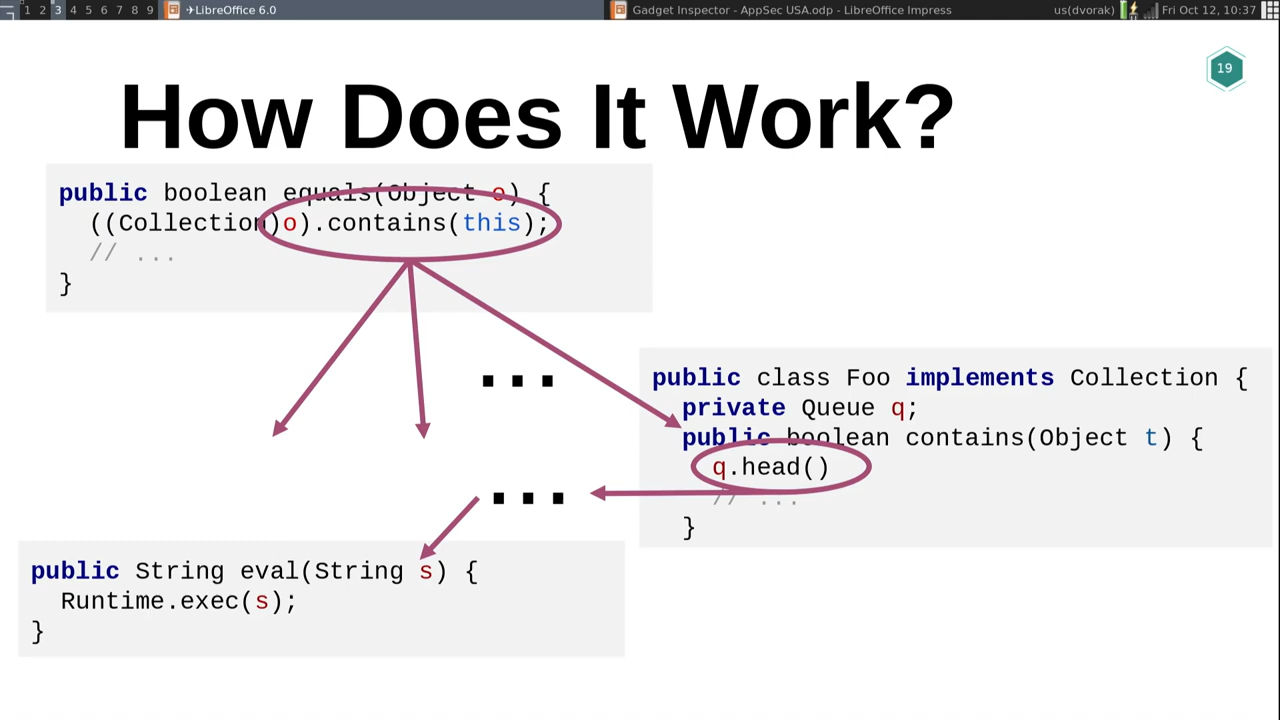 1 2 3 4 5 6 7 8 9 ✈LibreOffice 6.0 Gadget Inspector - AppSec USA.odp - LibreOffice Impress us(dvorak) Fri Oct 12, 10:37
19
How Does It Work?
public boolean equals(Object o) {
((Collection)o).contains(this);
// ...
}
...
public class Foo implements Collection {
private Queue q;
public boolean contains(Object t) {
q.head()
// ...
}
...
public String eval(String s) {
Runtime.exec(s);
}